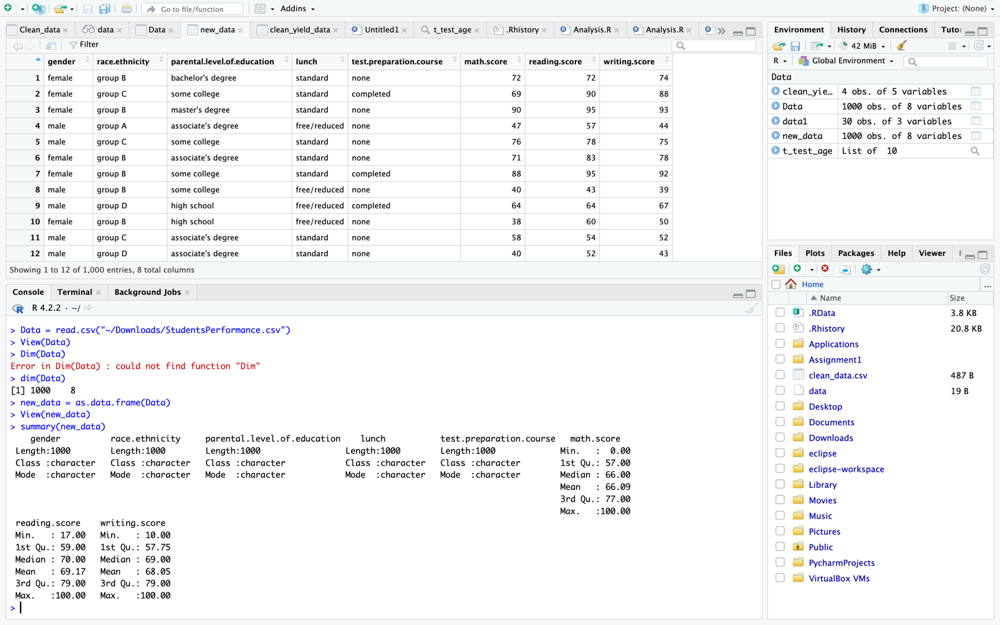 Go to file/function
Addins
Project: (None)
Clean_data
data
Data
new_data
clean_yield_data
Untitled1
t_test_age
.Rhistory
Analysis.R
Analysis.R
Filter
gender race.ethnicity parental.level.of.education lunch test.preparation.course math.score reading.score writing.score
1 female group B bachelor's degree standard none 72 72 74
2 female group C some college standard completed 69 90 88
3 female group B master's degree standard none 90 95 93
4 male group A associate's degree free/reduced none 47 57 44
5 male group C some college standard none 76 78 75
6 female group B associate's degree standard none 71 83 78
7 female group B some college standard completed 88 95 92
8 male group B some college free/reduced none 40 43 39
9 male group D high school free/reduced completed 64 64 67
10 female group B high school free/reduced none 38 60 50
11 male group C associate's degree standard none 58 54 52
12 male group D associate's degree standard none 40 52 43
Showing 1 to 12 of 1,000 entries, 8 total columns
Console
Terminal
Background Jobs
R 4.2.2 · ~/
> Data = read.csv("~/Downloads/StudentsPerformance.csv")
> View(Data)
> Dim(Data)
Error in Dim(Data) : could not find function "Dim"
> dim(Data)
[1] 1000    8
> new_data = as.data.frame(Data)
> View(new_data)
> summary(new_data)
gender race.ethnicity parental.level.of.education lunch test.preparation.course math.score
Length:1000 Length:1000 Length:1000 Length:1000 Length:1000 Min.   :  0.00
Class :character Class :character Class :character Class :character Class :character 1st Qu.: 57.00
Mode  :character Mode  :character Mode  :character Mode  :character Mode  :character Median : 66.00
Mean   : 66.09
3rd Qu.: 77.00
Max.   :100.00
reading.score writing.score
Min.   : 17.00 Min.   : 10.00
1st Qu.: 59.00 1st Qu.: 57.75
Median : 70.00 Median : 69.00
Mean   : 69.17 Mean   : 68.05
3rd Qu.: 79.00 3rd Qu.: 79.00
Max.   :100.00 Max.   :100.00
>
Environment
History
Connections
Tuto
42 MiB
R
Global Environment
Data
clean_yie… 4 obs. of 5 variables
Data 1000 obs. of 8 variables
data1 30 obs. of 3 variables
new_data 1000 obs. of 8 variables
t_test_age List of  10
Files
Plots
Packages
Help
Viewer
Home
...
Name Size
.RData 3.8 KB
.Rhistory 20.8 KB
Applications
Assignment1
clean_data.csv 487 B
data 19 B
Desktop
Documents
Downloads
eclipse
eclipse-workspace
Library
Movies
Music
Pictures
Public
PycharmProjects
VirtualBox VMs